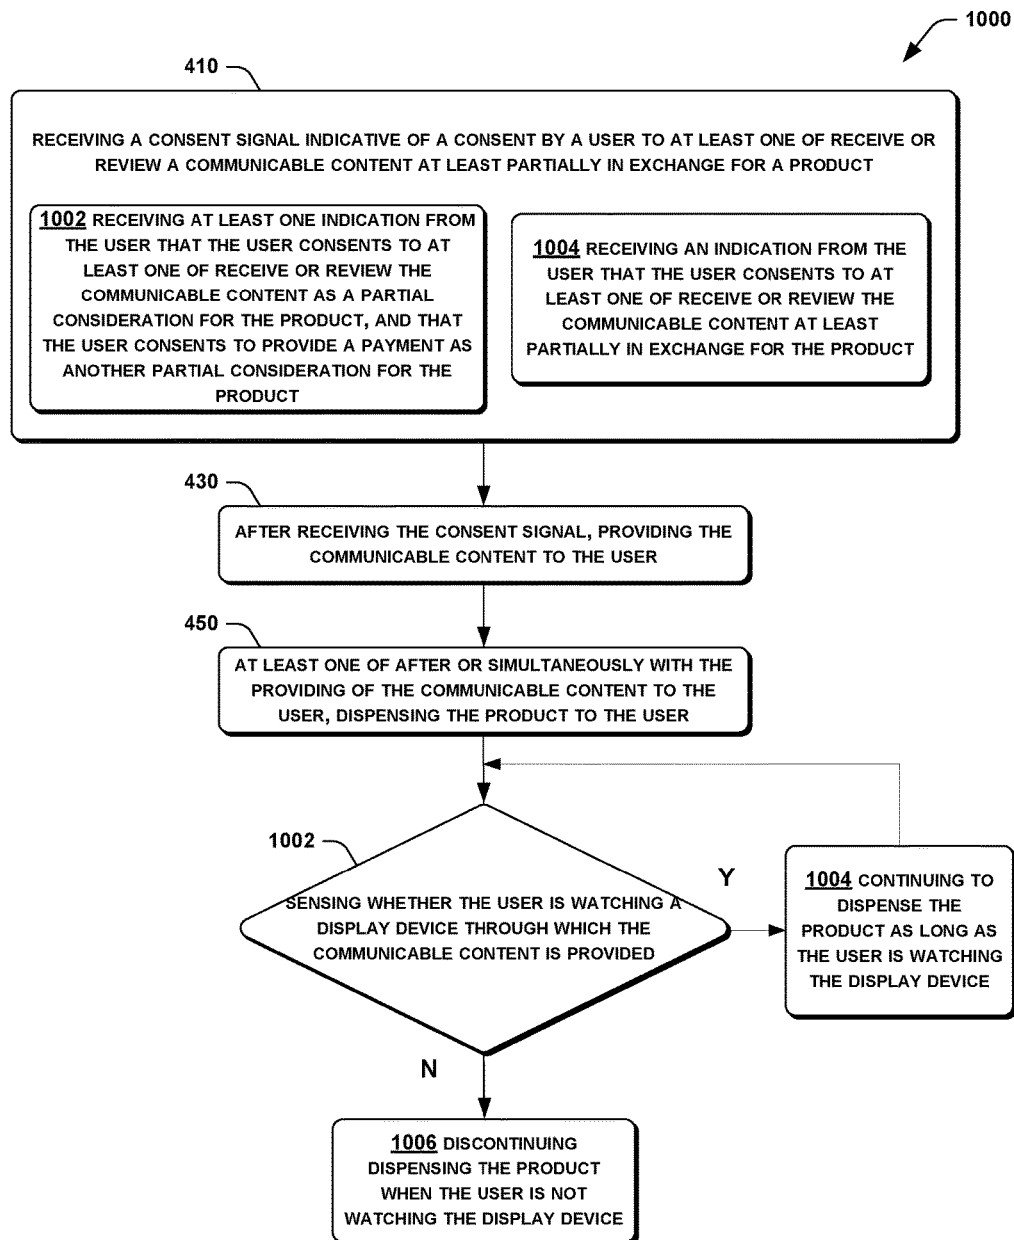 1000
410
RECEIVING A CONSENT SIGNAL INDICATIVE OF A CONSENT BY A USER TO AT LEAST ONE OF RECEIVE OR
REVIEW A COMMUNICABLE CONTENT AT LEAST PARTIALLY IN EXCHANGE FOR A PRODUCT
1002 RECEIVING AT LEAST ONE INDICATION FROM
THE USER THAT THE USER CONSENTS TO AT
LEAST ONE OF RECEIVE OR REVIEW THE
COMMUNICABLE CONTENT AS A PARTIAL
CONSIDERATION FOR THE PRODUCT, AND THAT
THE USER CONSENTS TO PROVIDE A PAYMENT AS
ANOTHER PARTIAL CONSIDERATION FOR THE
PRODUCT
1004 RECEIVING AN INDICATION FROM THE
USER THAT THE USER CONSENTS TO AT
LEAST ONE OF RECEIVE OR REVIEW THE
COMMUNICABLE CONTENT AT LEAST
PARTIALLY IN EXCHANGE FOR THE PRODUCT
430
AFTER RECEIVING THE CONSENT SIGNAL, PROVIDING THE
COMMUNICABLE CONTENT TO THE USER
450
AT LEAST ONE OF AFTER OR SIMULTANEOUSLY WITH THE
PROVIDING OF THE COMMUNICABLE CONTENT TO THE
USER, DISPENSING THE PRODUCT TO THE USER
1002
SENSING WHETHER THE USER IS WATCHING A
DISPLAY DEVICE THROUGH WHICH THE
COMMUNICABLE CONTENT IS PROVIDED
Y
1004 CONTINUING TO
DISPENSE THE
PRODUCT AS LONG AS
THE USER IS WATCHING
THE DISPLAY DEVICE
N
1006 DISCONTINUING
DISPENSING THE PRODUCT
WHEN THE USER IS NOT
WATCHING THE DISPLAY DEVICE